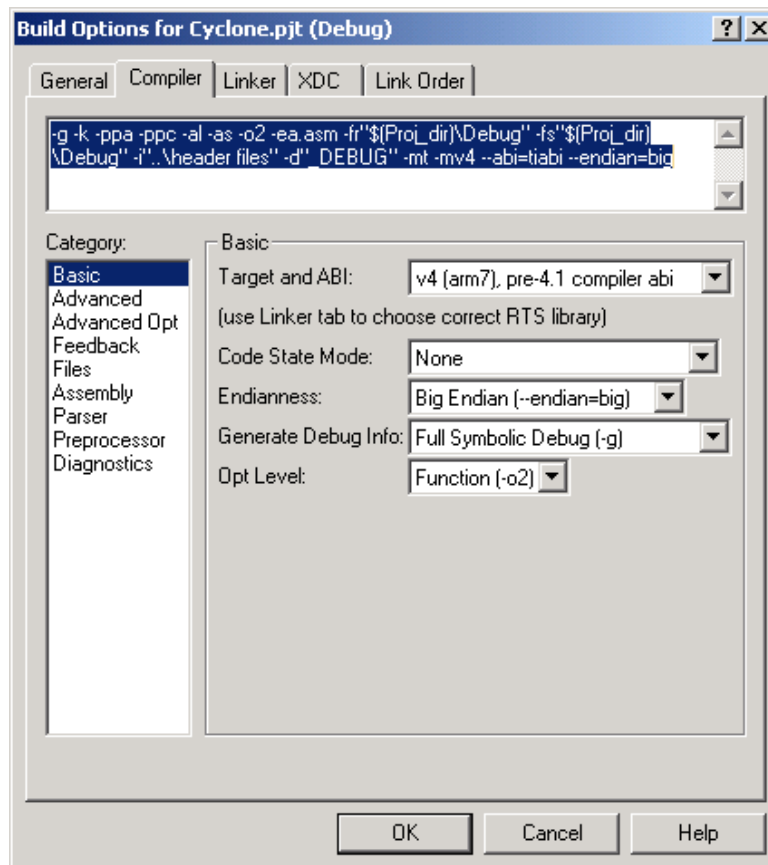 Build Options for Cyclone.pjt (Debug)
General Compiler Linker XDC Link Order
-g -k -ppa -ppc -al -as -o2 -ea.asm -fr"$(Proj_dir)\Debug" -fs"$(Proj_dir)
\Debug" -i"..\header files" -d"_DEBUG" -mt -mv4 --abi=tiabi --endian=big
Category:
Basic
Advanced
Advanced Opt
Feedback
Files
Assembly
Parser
Preprocessor
Diagnostics
Basic
Target and ABI: v4 (arm7), pre-4.1 compiler abi
(use Linker tab to choose correct RTS library)
Code State Mode: None
Endianness: Big Endian (--endian=big)
Generate Debug Info: Full Symbolic Debug (-g)
Opt Level: Function (-o2)
OK Cancel Help